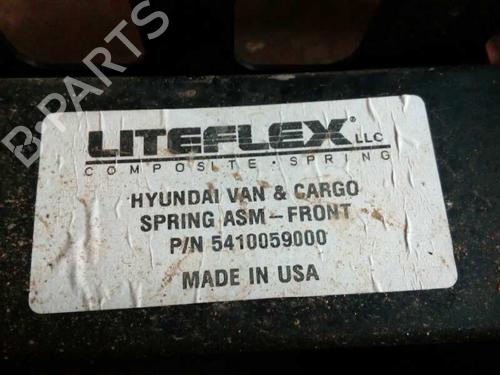 B-PARTS
LITEFLEX® LLC
COMPOSITE · SPRING
HYUNDAI VAN & CARGO
SPRING ASM - FRONT
P/N 5410059000
MADE IN USA